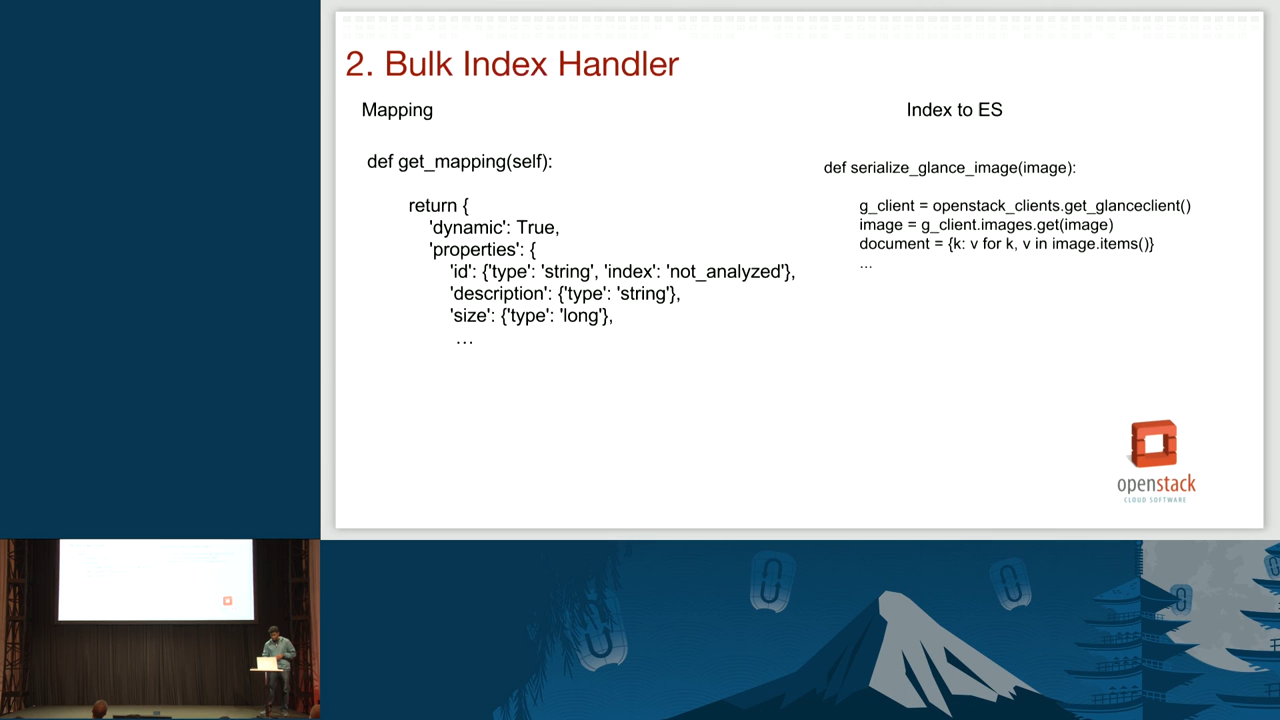 2. Bulk Index Handler
Mapping
def get_mapping(self):
return {
'dynamic': True,
'properties': {
'id': {'type': 'string', 'index': 'not_analyzed'},
'description': {'type': 'string'},
'size': {'type': 'long'},
…
Index to ES
def serialize_glance_image(image):
g_client = openstack_clients.get_glanceclient()
image = g_client.images.get(image)
document = {k: v for k, v in image.items()}
...
openstack
CLOUD SOFTWARE